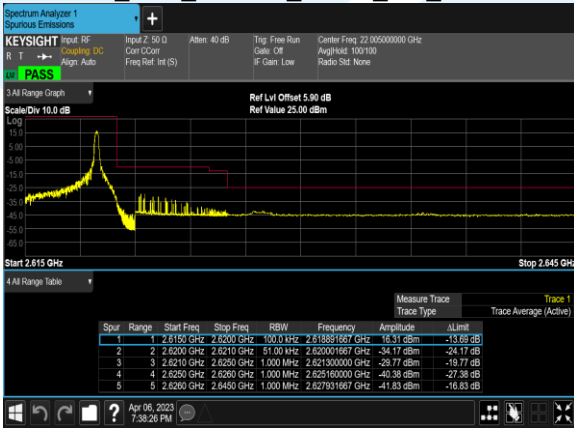 Spectrum Analyzer 1
Spurious Emissions
KEYSIGHT Input: RF Input Z: 50 Ω Atten: 40 dB Trig: Free Run Center Freq: 22.005000000 GHz
R T Coupling: DC Corr CCorr Gate: Off Avg|Hold: 100/100
Align: Auto Freq Ref: Int (S) IF Gain: Low Radio Std: None
PASS
3 All Range Graph
Ref Lvl Offset 5.90 dB
Scale/Div 10.0 dB Ref Value 25.00 dBm
Log
15.0
5.00
-5.00
-15.0
-25.0
-35.0
-45.0
-55.0
-65.0
Start 2.615 GHz Stop 2.645 GHz
4 All Range Table
Measure Trace Trace 1
Trace Type Trace Average (Active)
Spur Range Start Freq Stop Freq RBW Frequency Amplitude ΔLimit
1 1 2.6150 GHz 2.6200 GHz 100.0 kHz 2.618891667 GHz 16.31 dBm -13.69 dB
2 2 2.6200 GHz 2.6210 GHz 51.00 kHz 2.620001667 GHz -34.17 dBm -24.17 dB
3 3 2.6210 GHz 2.6250 GHz 1.000 MHz 2.621300000 GHz -29.77 dBm -19.77 dB
4 4 2.6250 GHz 2.6260 GHz 1.000 MHz 2.625160000 GHz -40.38 dBm -27.38 dB
5 5 2.6260 GHz 2.6450 GHz 1.000 MHz 2.627931667 GHz -41.83 dBm -16.83 dB
Apr 06, 2023
7:38:26 PM